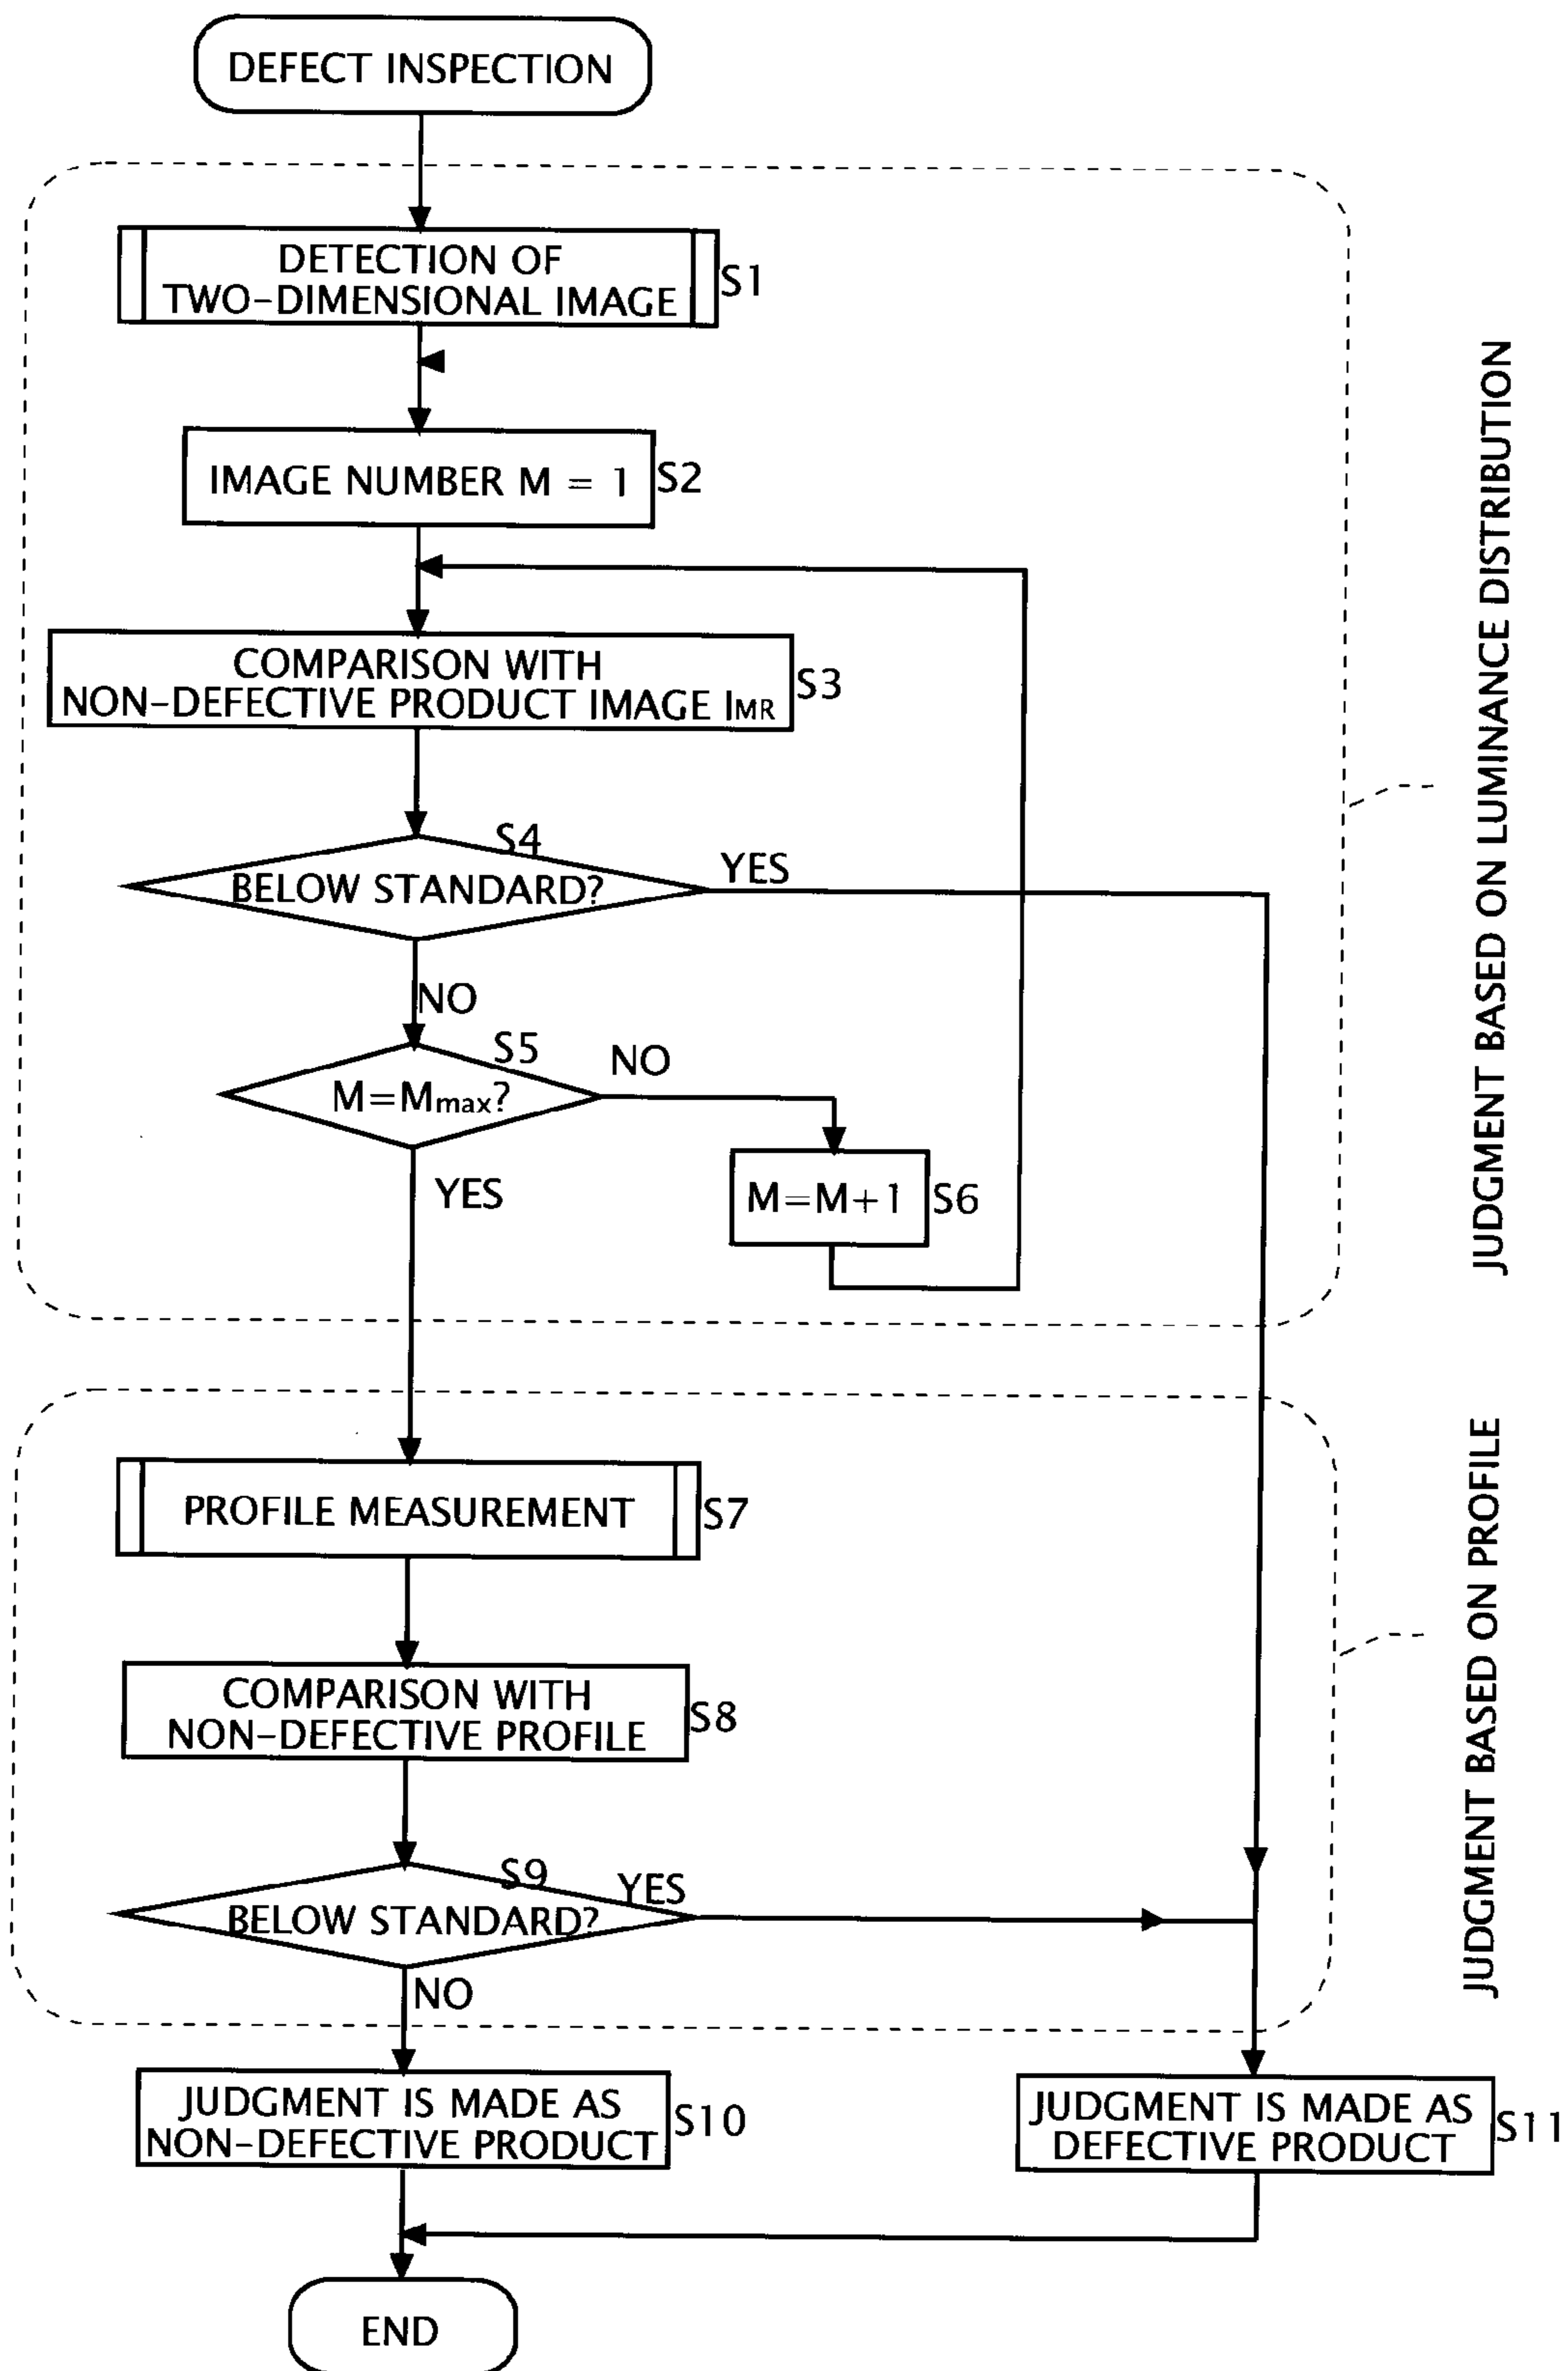 DEFECT INSPECTION
DETECTION OF
TWO-DIMENSIONAL IMAGE
S1
IMAGE NUMBER M = 1
S2
COMPARISON WITH
NON-DEFECTIVE PRODUCT IMAGE IMR
S3
S4
BELOW STANDARD?
YES
NO
S5
M=Mmax?
NO
YES
M=M+1
S6
JUDGMENT BASED ON LUMINANCE DISTRIBUTION
PROFILE MEASUREMENT
S7
COMPARISON WITH
NON-DEFECTIVE PROFILE
S8
S9
BELOW STANDARD?
YES
NO
JUDGMENT BASED ON PROFILE
JUDGMENT IS MADE AS
NON-DEFECTIVE PRODUCT
S10
JUDGMENT IS MADE AS
DEFECTIVE PRODUCT
S11
END